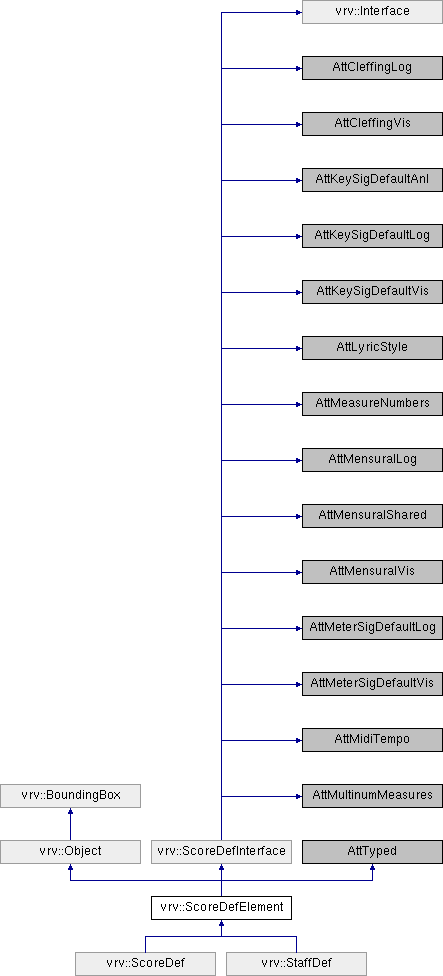 vrv::Interface
AttCleffingLog
AttCleffingVis
AttKeySigDefaultAnl
AttKeySigDefaultLog
AttKeySigDefaultVis
AttLyricStyle
AttMeasureNumbers
AttMensuralLog
AttMensuralShared
AttMensuralVis
AttMeterSigDefaultLog
AttMeterSigDefaultVis
AttMidiTempo
vrv::BoundingBox
AttMultinumMeasures
vrv::Object
vrv::ScoreDefInterface
AttTyped
vrv::ScoreDefElement
vrv::ScoreDef
vrv::StaffDef